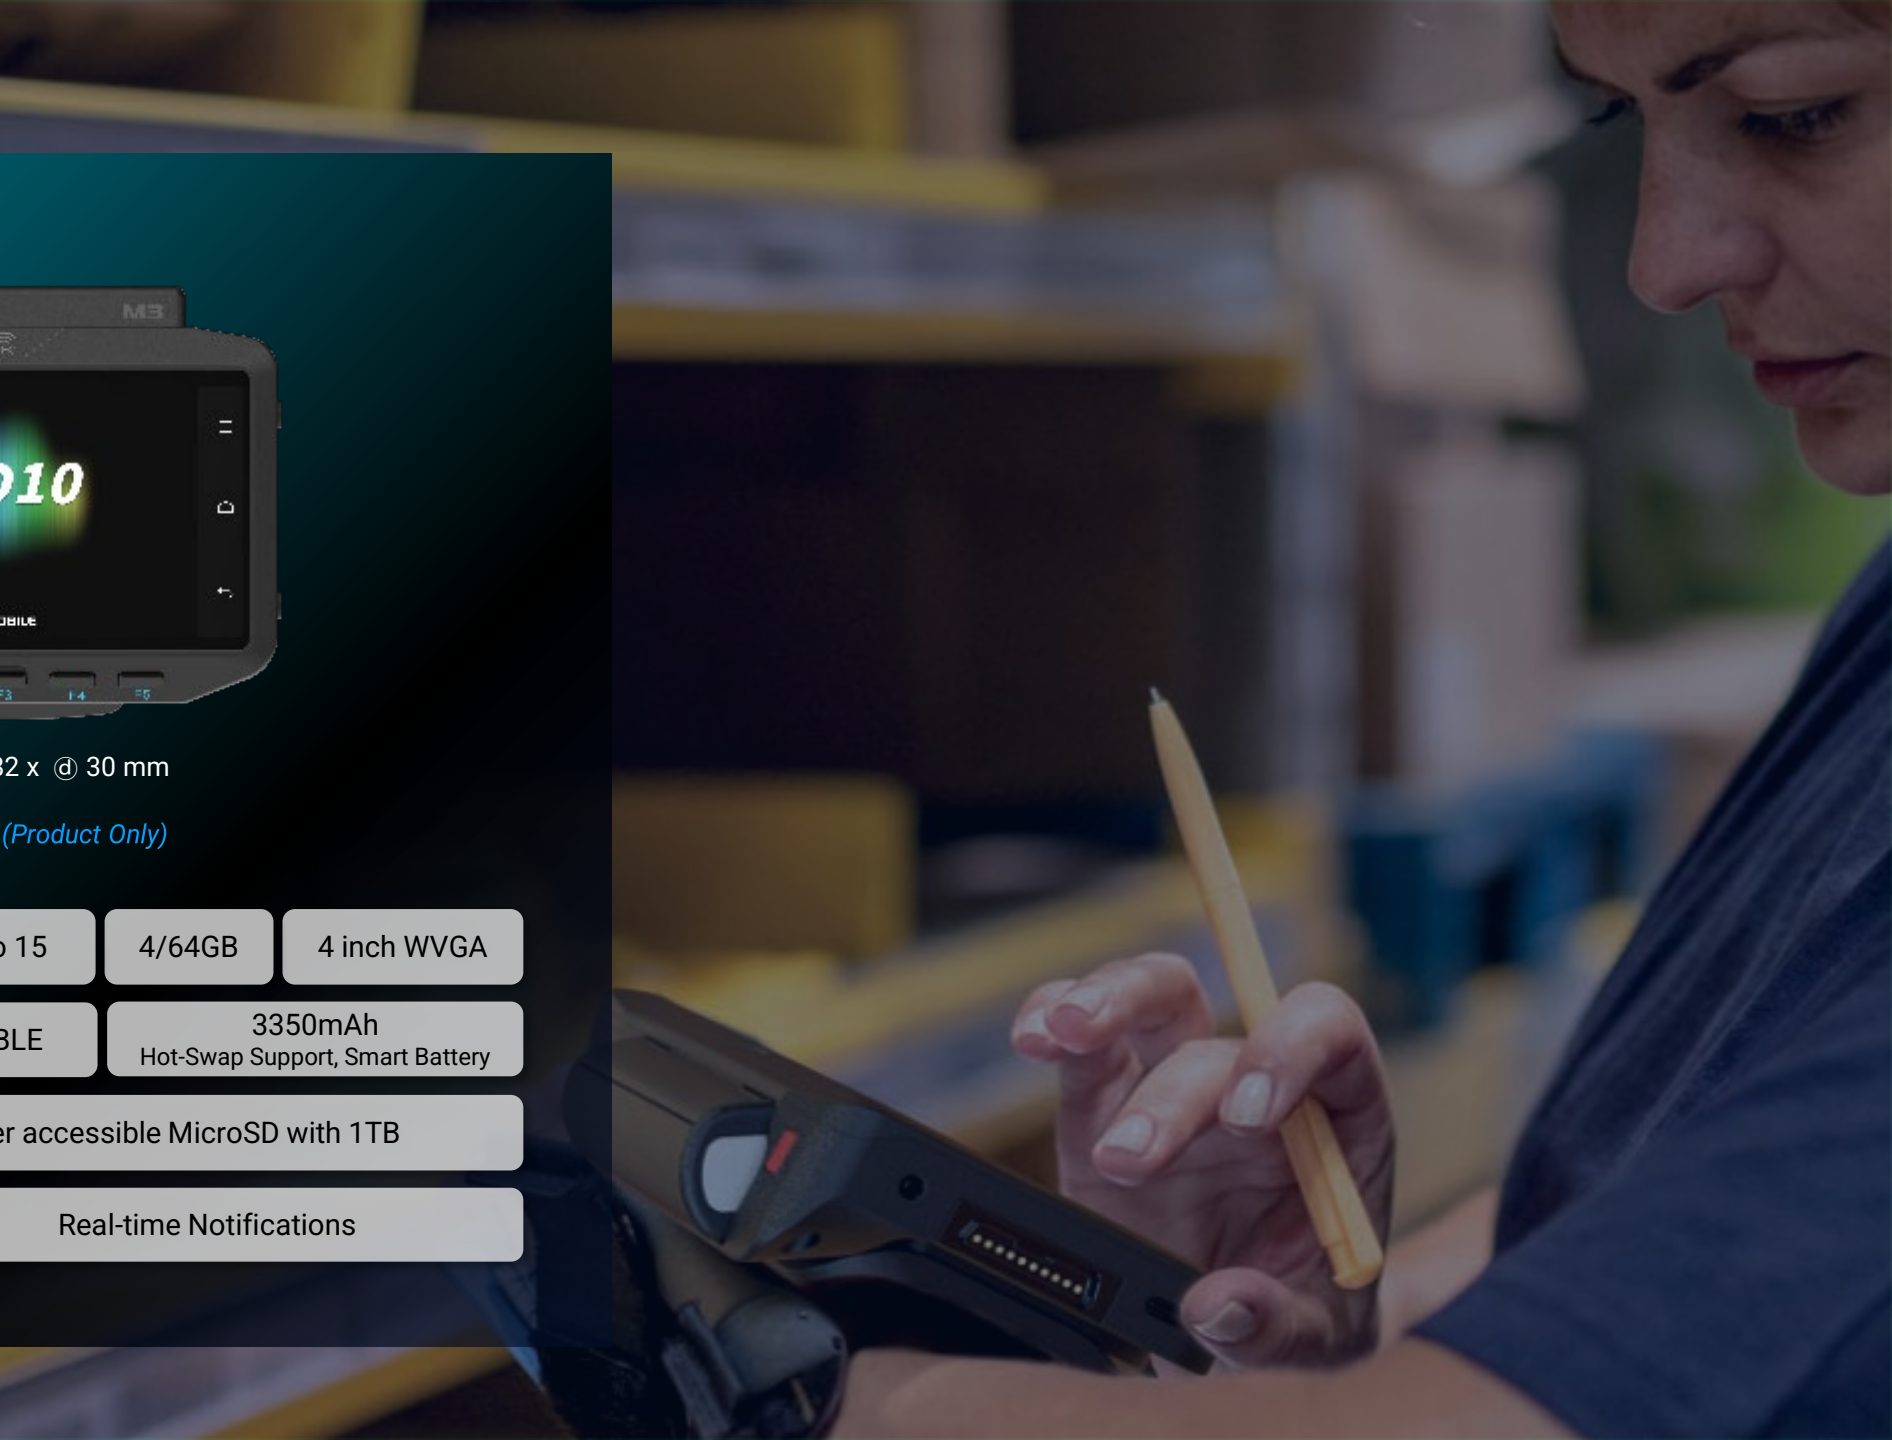 M3
010
OBILE
F3 F4 F5
32 x ⓓ 30 mm
(Product Only)
o 15
4/64GB
4 inch WVGA
BLE
3350mAh
Hot-Swap Support, Smart Battery
er accessible MicroSD with 1TB
Real-time Notifications